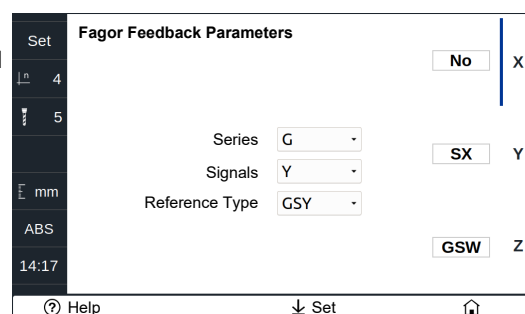 Set
Fagor Feedback Parameters
No
X
n 4
5
Series G
SX
Y
Signals Y
mm
Reference Type GSY
ABS
GSW
Z
14:17
Help
Set